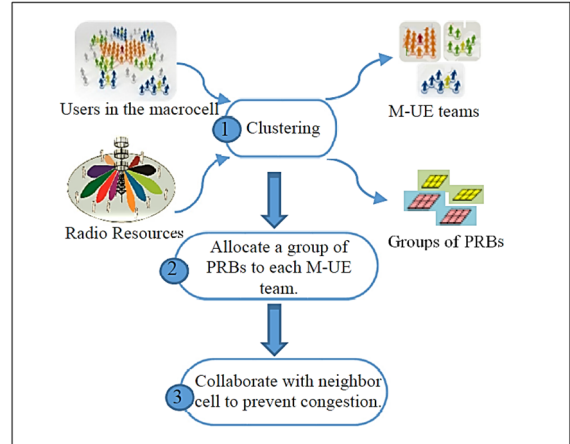 Users in the macrocell
M-UE teams
1 Clustering
Radio Resources
Groups of PRBs
2 Allocate a group of
PRBs to each M-UE
team.
3 Collaborate with neighbor
cell to prevent congestion.